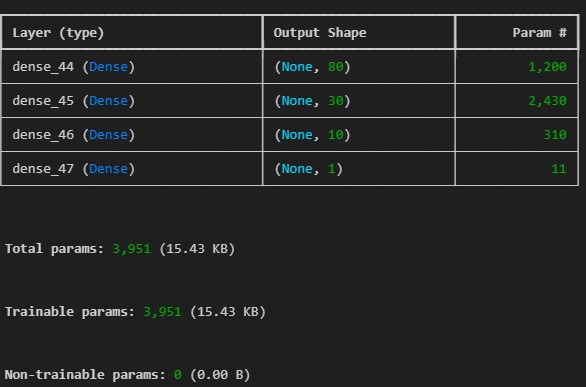 Layer (type) Output Shape Param #
dense_44 (Dense) (None, 80) 1,200
dense_45 (Dense) (None, 30) 2,430
dense_46 (Dense) (None, 10) 310
dense_47 (Dense) (None, 1) 11
Total params: 3,951 (15.43 KB)
Trainable params: 3,951 (15.43 KB)
Non-trainable params: 0 (0.00 B)